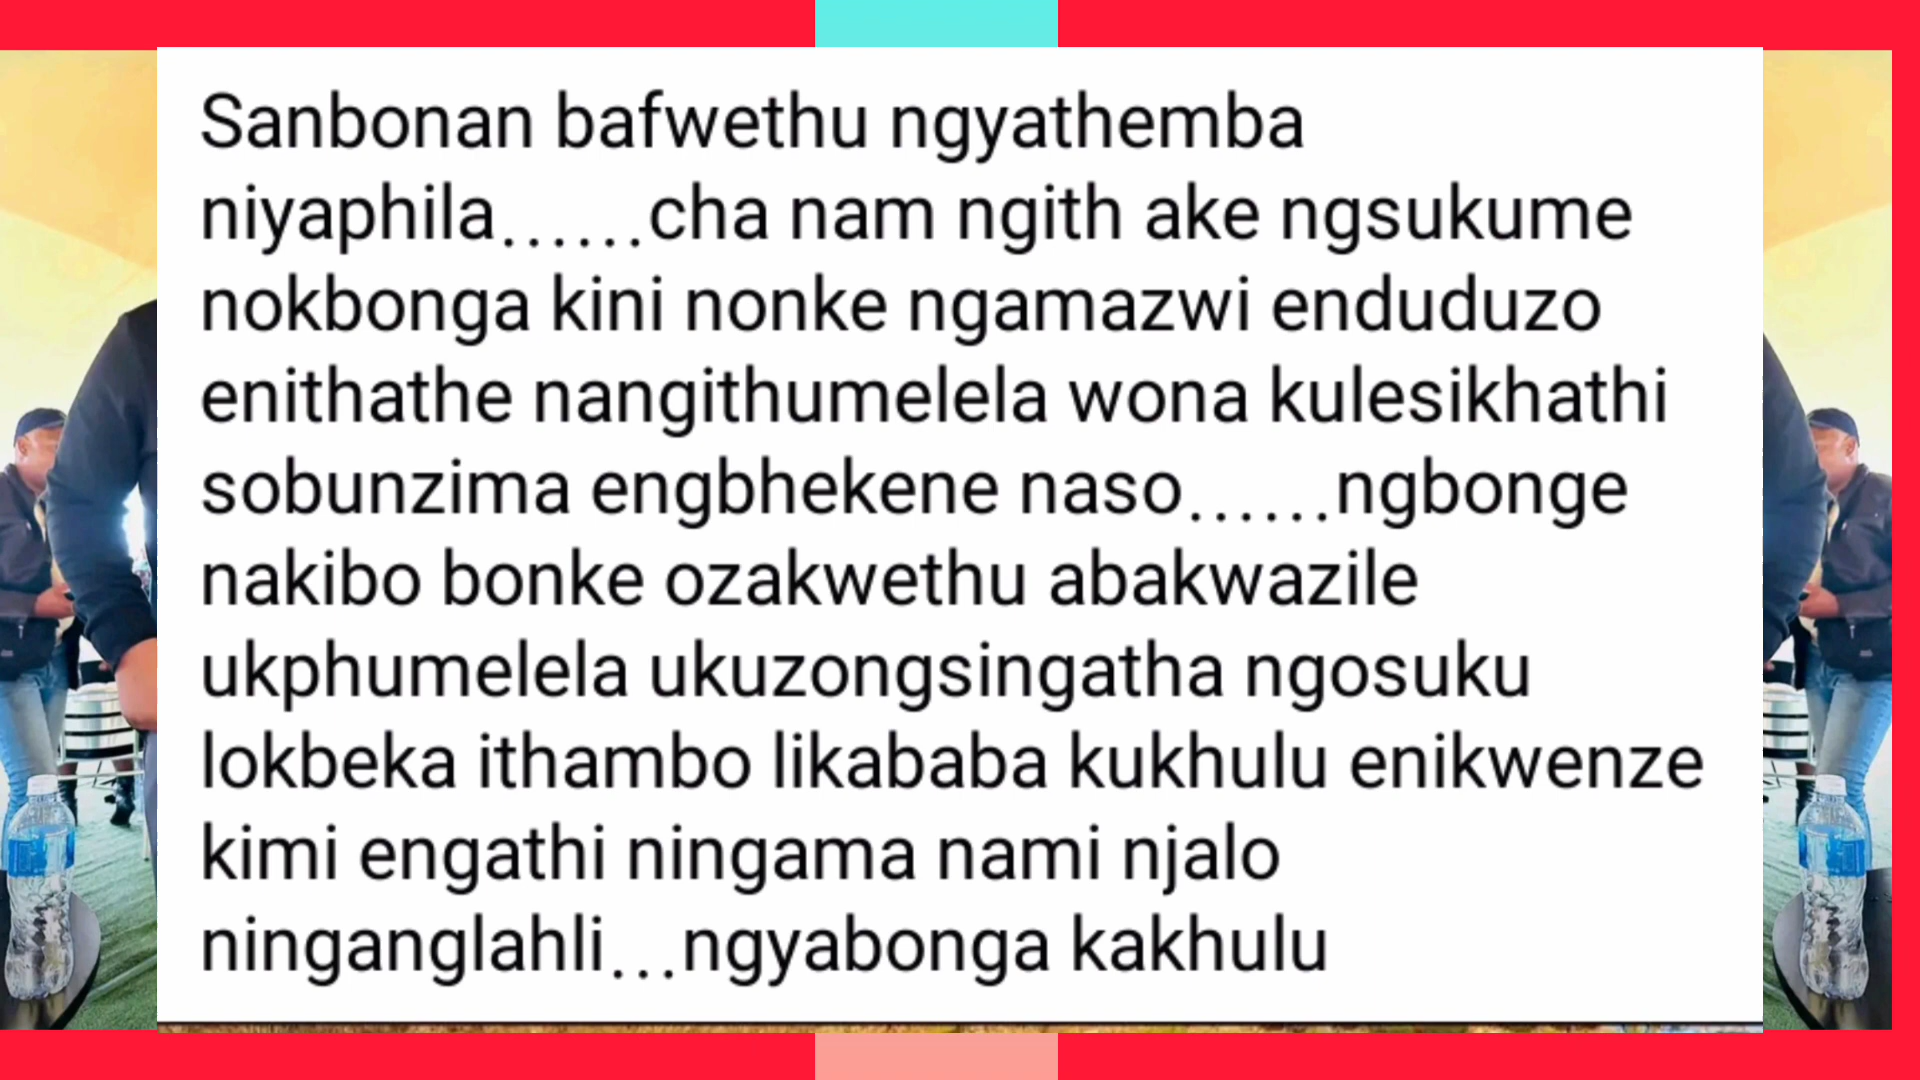 Sanbonan bafwethu ngyathemba
niyaphila......cha nam ngith ake ngsukume
nokbonga kini nonke ngamazwi enduduzo
enithathe nangithumelela wona kulesikhathi
sobunzima engbhekene naso......ngbonge
nakibo bonke ozakwethu abakwazile
ukphumelela ukuzongsingatha ngosuku
lokbeka ithambo likababa kukhulu enikwenze
kimi engathi ningama nami njalo
ninganglahli...ngyabonga kakhulu